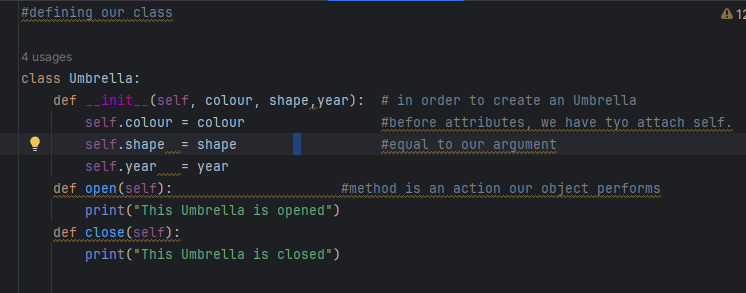 #defining our class
12
4 usages
class Umbrella:
    def __init__(self, colour, shape,year):  # in order to create an Umbrella
        self.colour = colour                 #before attributes, we have tyo attach self.
        self.shape  = shape                  #equal to our argument
        self.year   = year
    def open(self):                     #method is an action our object performs
        print("This Umbrella is opened")
    def close(self):
        print("This Umbrella is closed")